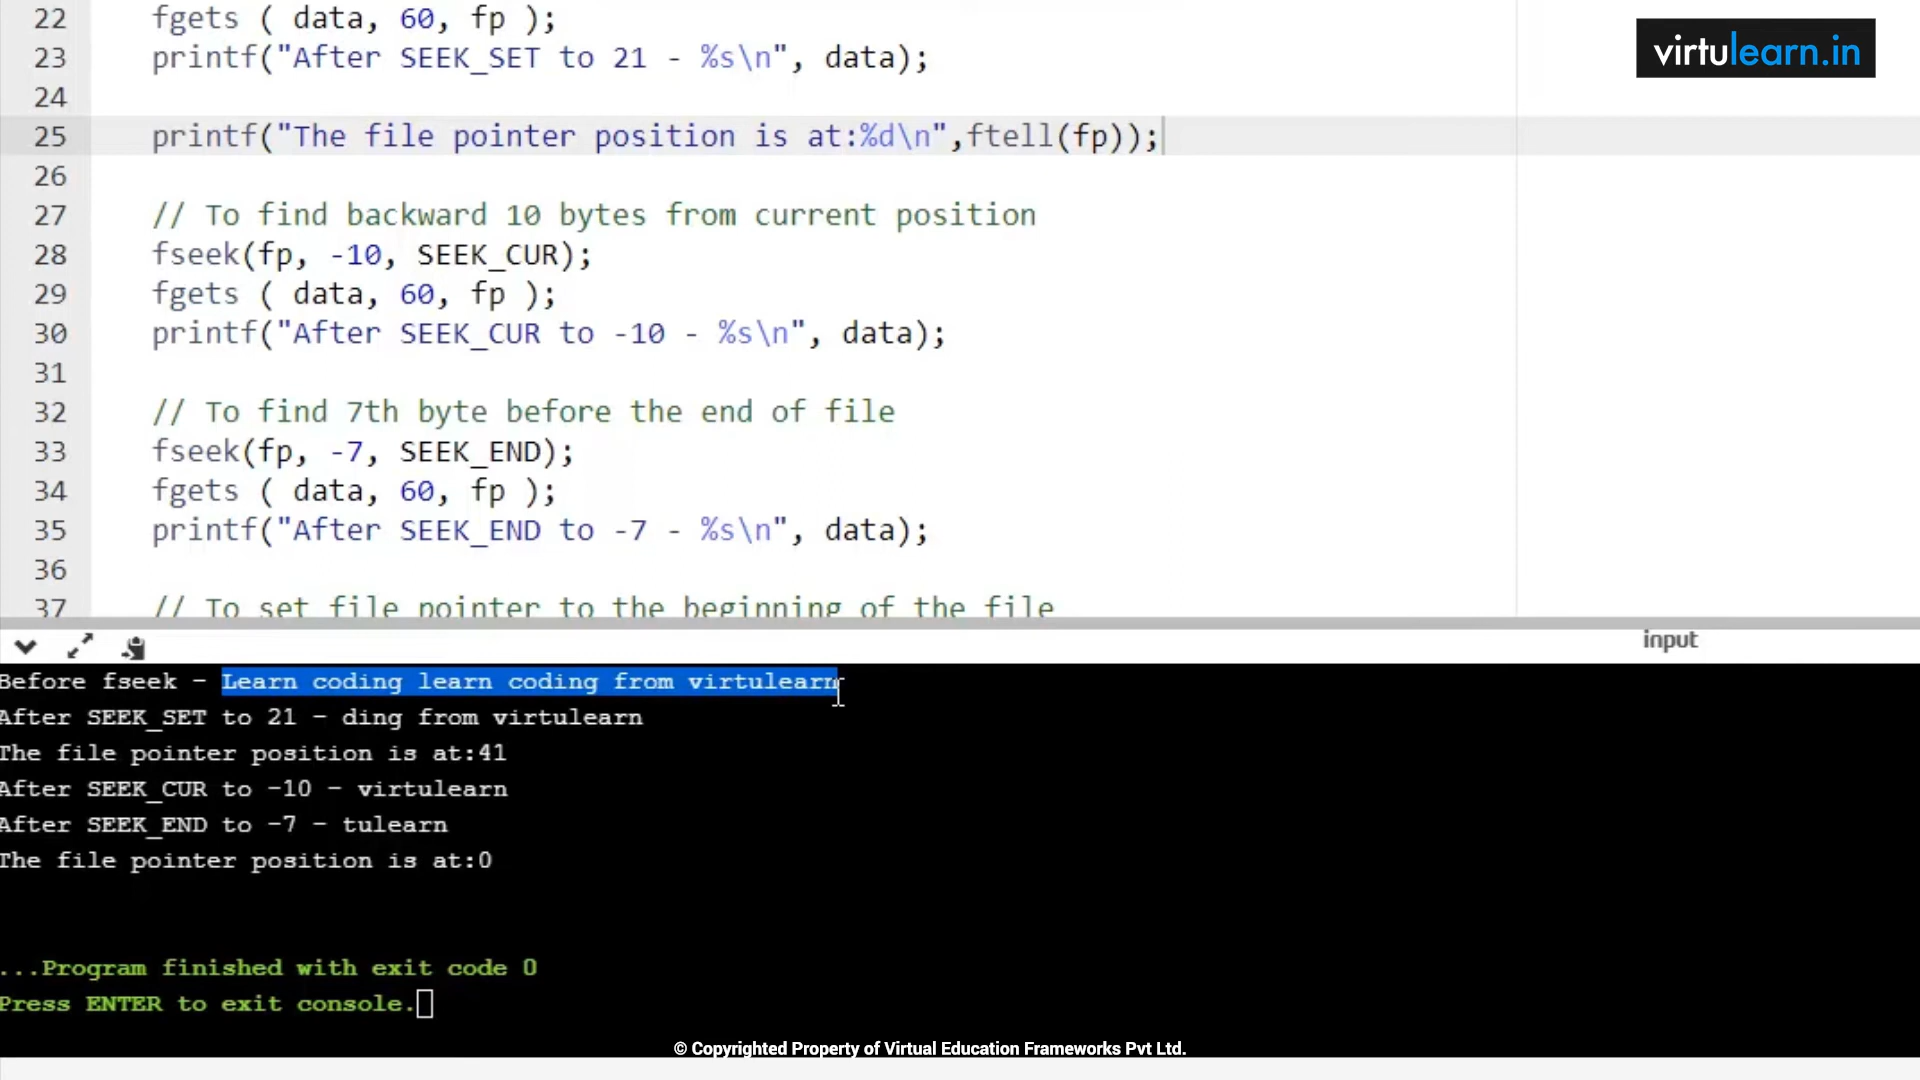 22 fgets ( data, 60, fp );
23 printf("After SEEK_SET to 21 - %s\n", data);
24
25 printf("The file pointer position is at:%d\n",ftell(fp));
26
27 // To find backward 10 bytes from current position
28 fseek(fp, -10, SEEK_CUR);
29 fgets ( data, 60, fp );
30 printf("After SEEK_CUR to -10 - %s\n", data);
31
32 // To find 7th byte before the end of file
33 fseek(fp, -7, SEEK_END);
34 fgets ( data, 60, fp );
35 printf("After SEEK_END to -7 - %s\n", data);
36
37 // To set file pointer to the beginning of the file
virtulearn.in
input
Before fseek - Learn coding learn coding from virtulearn
After SEEK_SET to 21 - ding from virtulearn
The file pointer position is at:41
After SEEK_CUR to -10 - virtulearn
After SEEK_END to -7 - tulearn
The file pointer position is at:0
...Program finished with exit code 0
Press ENTER to exit console.
© Copyrighted Property of Virtual Education Frameworks Pvt Ltd.